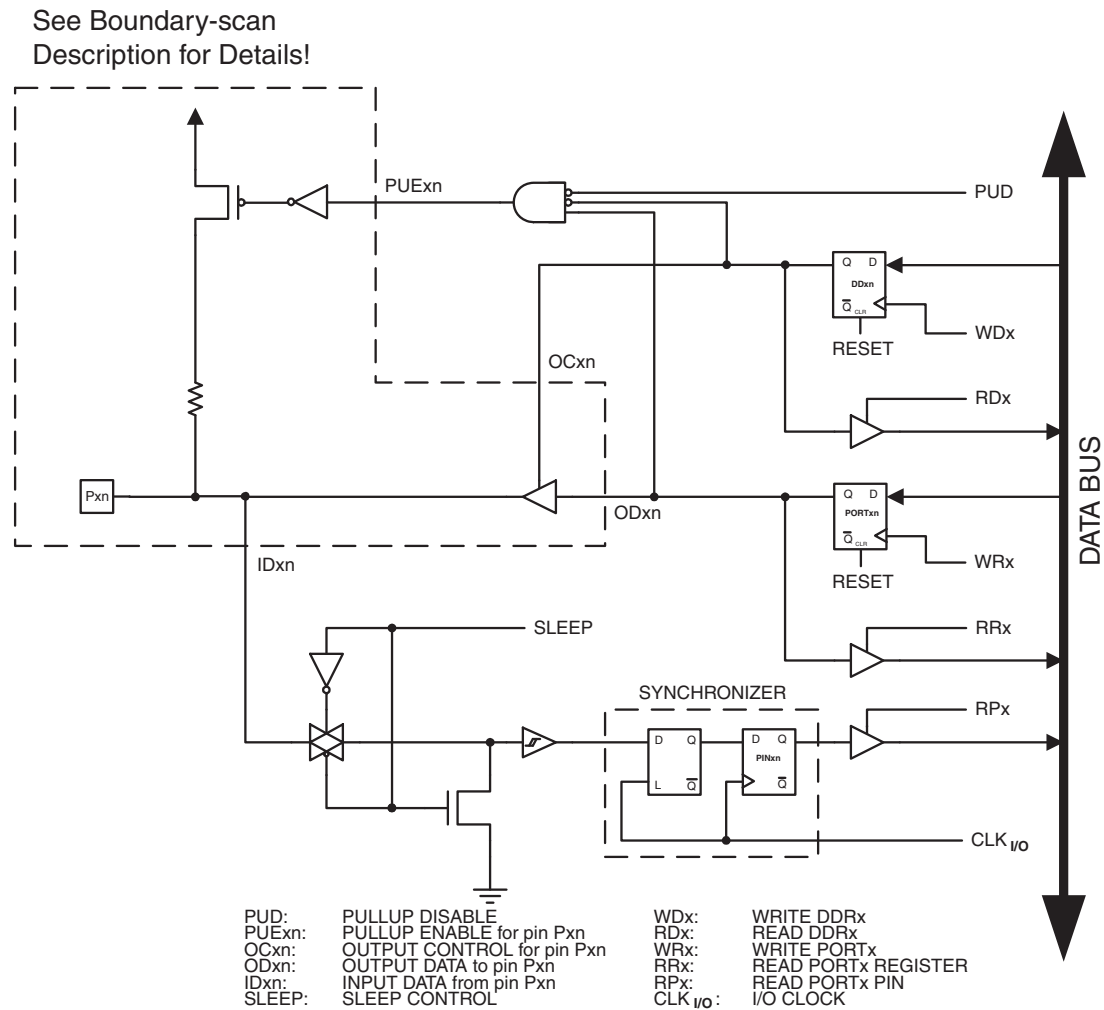 See Boundary-scan
Description for Details!
PUExn
PUD
Q D
DDxn
Q
CLR
WDx
RESET
OCxn
RDx
Pxn
ODxn
Q D
PORTxn
Q
CLR
WRx
RESET
IDxn
SLEEP
RRx
SYNCHRONIZER
RPx
D Q
L Q
D Q
PINxn
Q
CLK I/O
DATA BUS
PUD: PULLUP DISABLE
PUExn: PULLUP ENABLE for pin Pxn
OCxn: OUTPUT CONTROL for pin Pxn
ODxn: OUTPUT DATA to pin Pxn
IDxn: INPUT DATA from pin Pxn
SLEEP: SLEEP CONTROL
WDx: WRITE DDRx
RDx: READ DDRx
WRx: WRITE PORTx
RRx: READ PORTx REGISTER
RPx: READ PORTx PIN
CLK I/O: I/O CLOCK